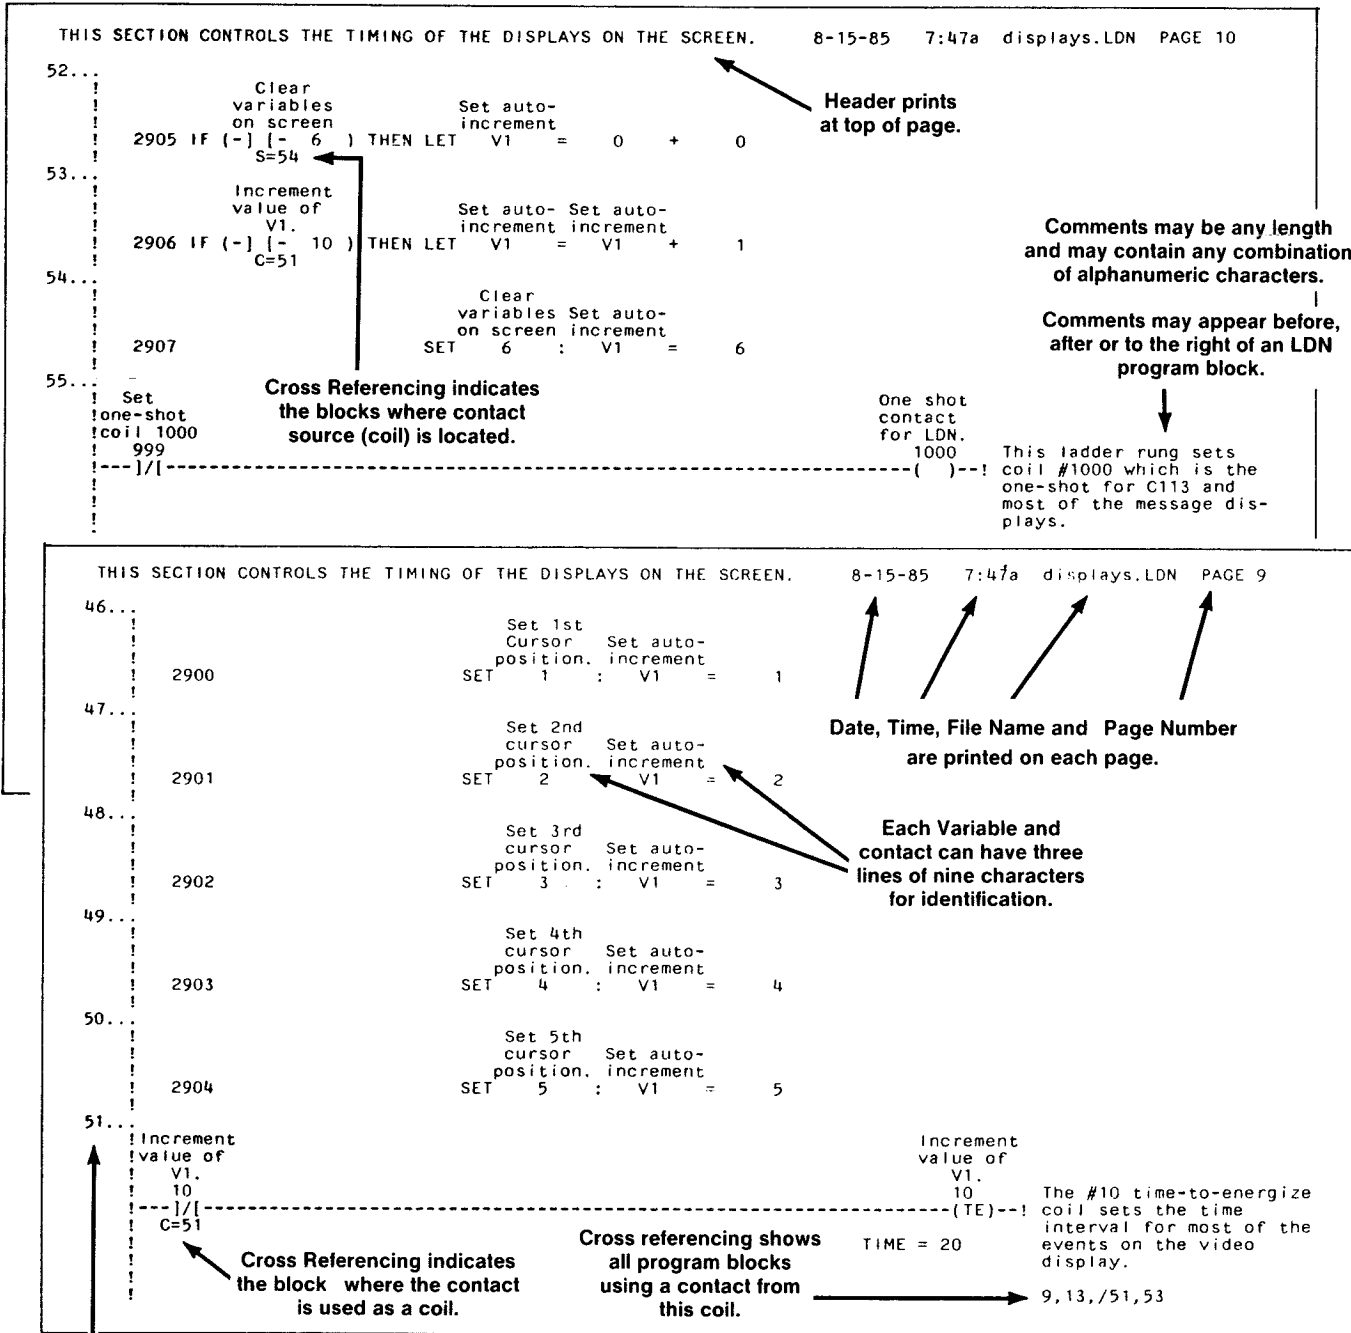 THIS SECTION CONTROLS THE TIMING OF THE DISPLAYS ON THE SCREEN. 8-15-85 7:47a displays.LDN PAGE 10
52...
Clear
variables
on screen
Set auto-
increment
2905 IF (-] [- 6 ) THEN LET V1 = 0 + 0
S=54
Header prints
at top of page.
53...
Increment
value of
V1.
Set auto- Set auto-
increment increment
2906 IF (-] [- 10 ) THEN LET V1 = V1 + 1
C=51
Comments may be any length
and may contain any combination
of alphanumeric characters.
54...
Clear
variables Set auto-
on screen increment
2907 SET 6 : V1 = 6
Comments may appear before,
after or to the right of an LDN
program block.
55...
Cross Referencing indicates
the blocks where contact
source (coil) is located.
Set
!one-shot
!coil 1000
999
One shot
contact
for LDN.
1000
!---]/[------------------------------------------------------------( )--!
This ladder rung sets
coil #1000 which is the
one-shot for C113 and
most of the message dis-
plays.
THIS SECTION CONTROLS THE TIMING OF THE DISPLAYS ON THE SCREEN. 8-15-85 7:47a displays.LDN PAGE 9
46...
Set 1st
Cursor Set auto-
position. increment
2900 SET 1 : V1 = 1
47...
Date, Time, File Name and Page Number
are printed on each page.
Set 2nd
cursor Set auto-
position. increment
2901 SET 2 V1 = 2
48...
Each Variable and
contact can have three
lines of nine characters
for identification.
Set 3rd
cursor Set auto-
position. increment
2902 SET 3 : V1 = 3
49...
Set 4th
cursor Set auto-
position. increment
2903 SET 4 : V1 = 4
50...
Set 5th
cursor Set auto-
position. increment
2904 SET 5 : V1 = 5
51...
!Increment
!value of
V1.
10
Increment
value of
V1.
10
!---]/[------------------------------------------------------------(TE)--!
C=51
TIME = 20
The #10 time-to-energize
coil sets the time
interval for most of the
events on the video
display.
9,13,/51,53
Cross Referencing indicates
the block where the contact
is used as a coil.
Cross referencing shows
all program blocks
using a contact from
this coil.